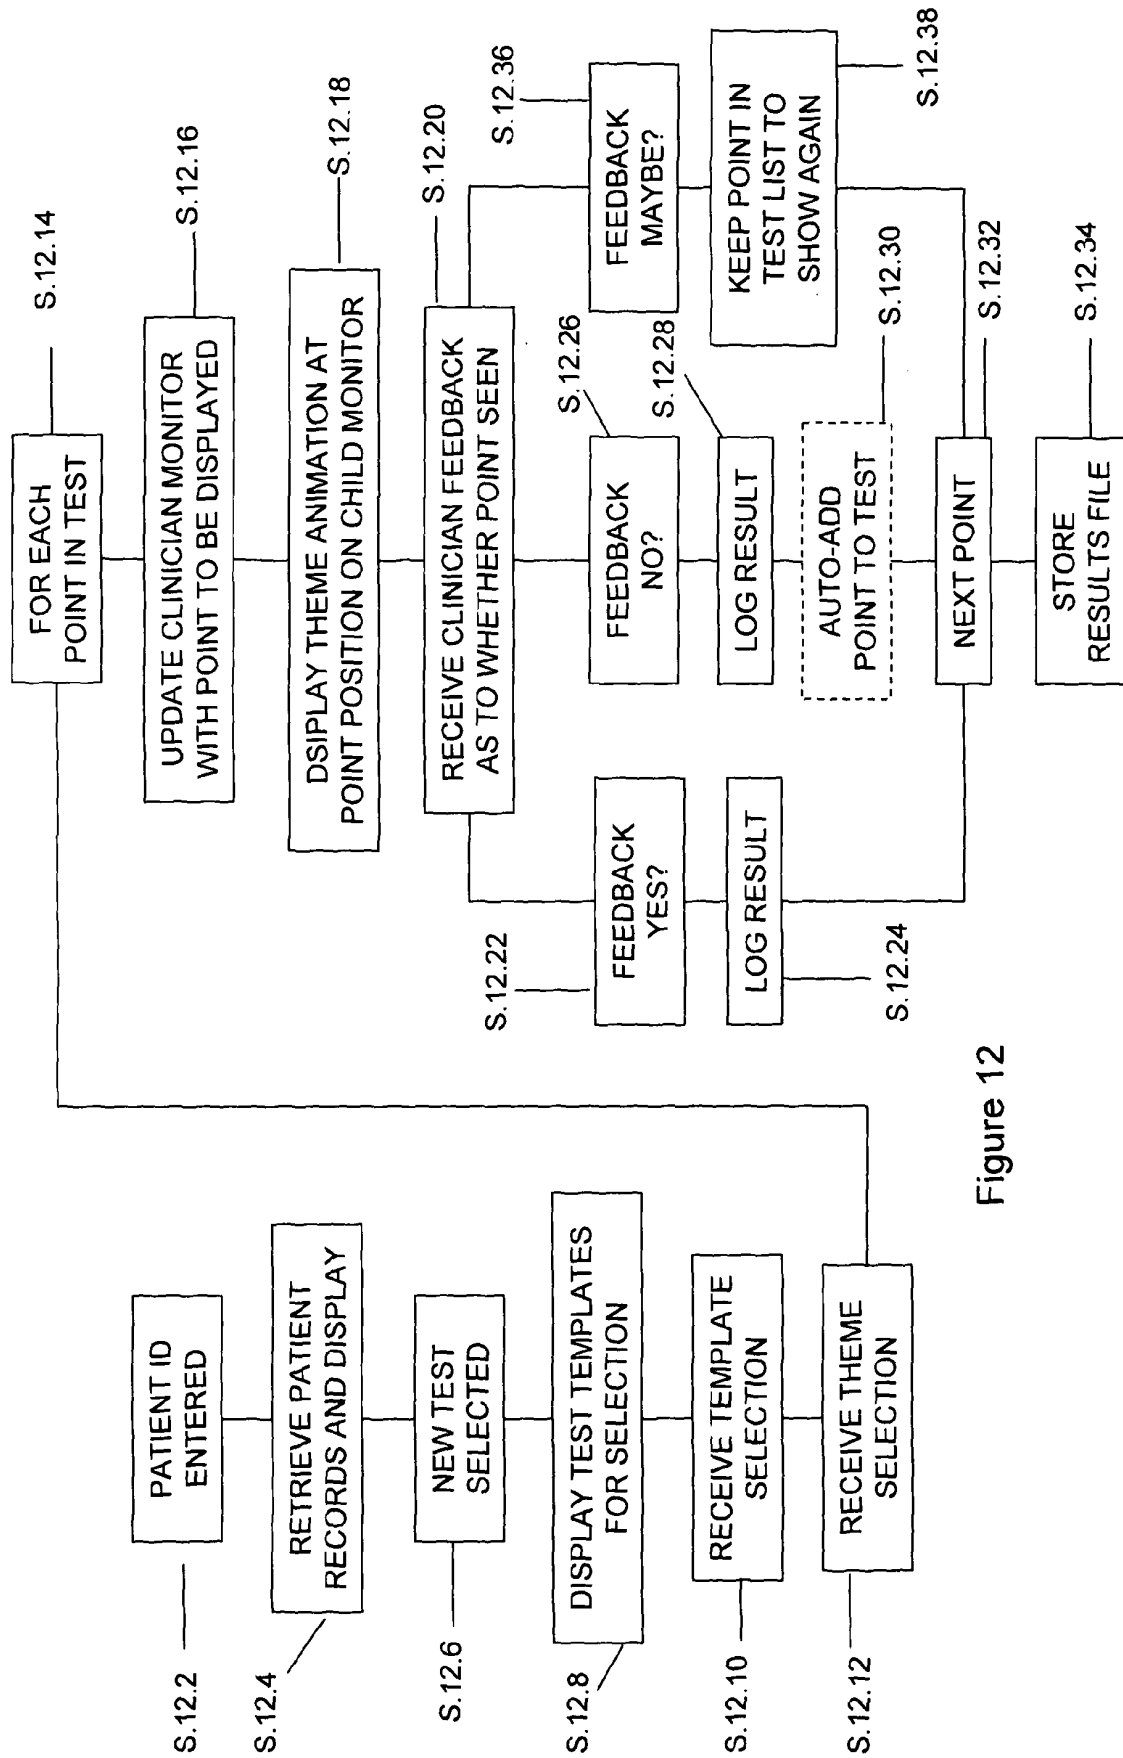 S.12.2
PATIENT ID
ENTERED
S.12.4
RETRIEVE PATIENT
RECORDS AND DISPLAY
S.12.6
NEW TEST
SELECTED
S.12.8
DISPLAY TEST TEMPLATES
FOR SELECTION
S.12.10
RECEIVE TEMPLATE
SELECTION
S.12.12
RECEIVE THEME
SELECTION
FOR EACH
POINT IN TEST
S.12.14
UPDATE CLINICIAN MONITOR
WITH POINT TO BE DISPLAYED
S.12.16
DSIPLAY THEME ANIMATION AT
POINT POSITION ON CHILD MONITOR
S.12.18
RECEIVE CLINICIAN FEEDBACK
AS TO WHETHER POINT SEEN
S.12.20
S.12.22
FEEDBACK
YES?
LOG RESULT
S.12.24
FEEDBACK
NO?
S.12.26
LOG RESULT
S.12.28
AUTO-ADD
POINT TO TEST
S.12.30
FEEDBACK
MAYBE?
S.12.36
KEEP POINT IN
TEST LIST TO
SHOW AGAIN
S.12.38
NEXT POINT
S.12.32
STORE
RESULTS FILE
S.12.34
Figure 12